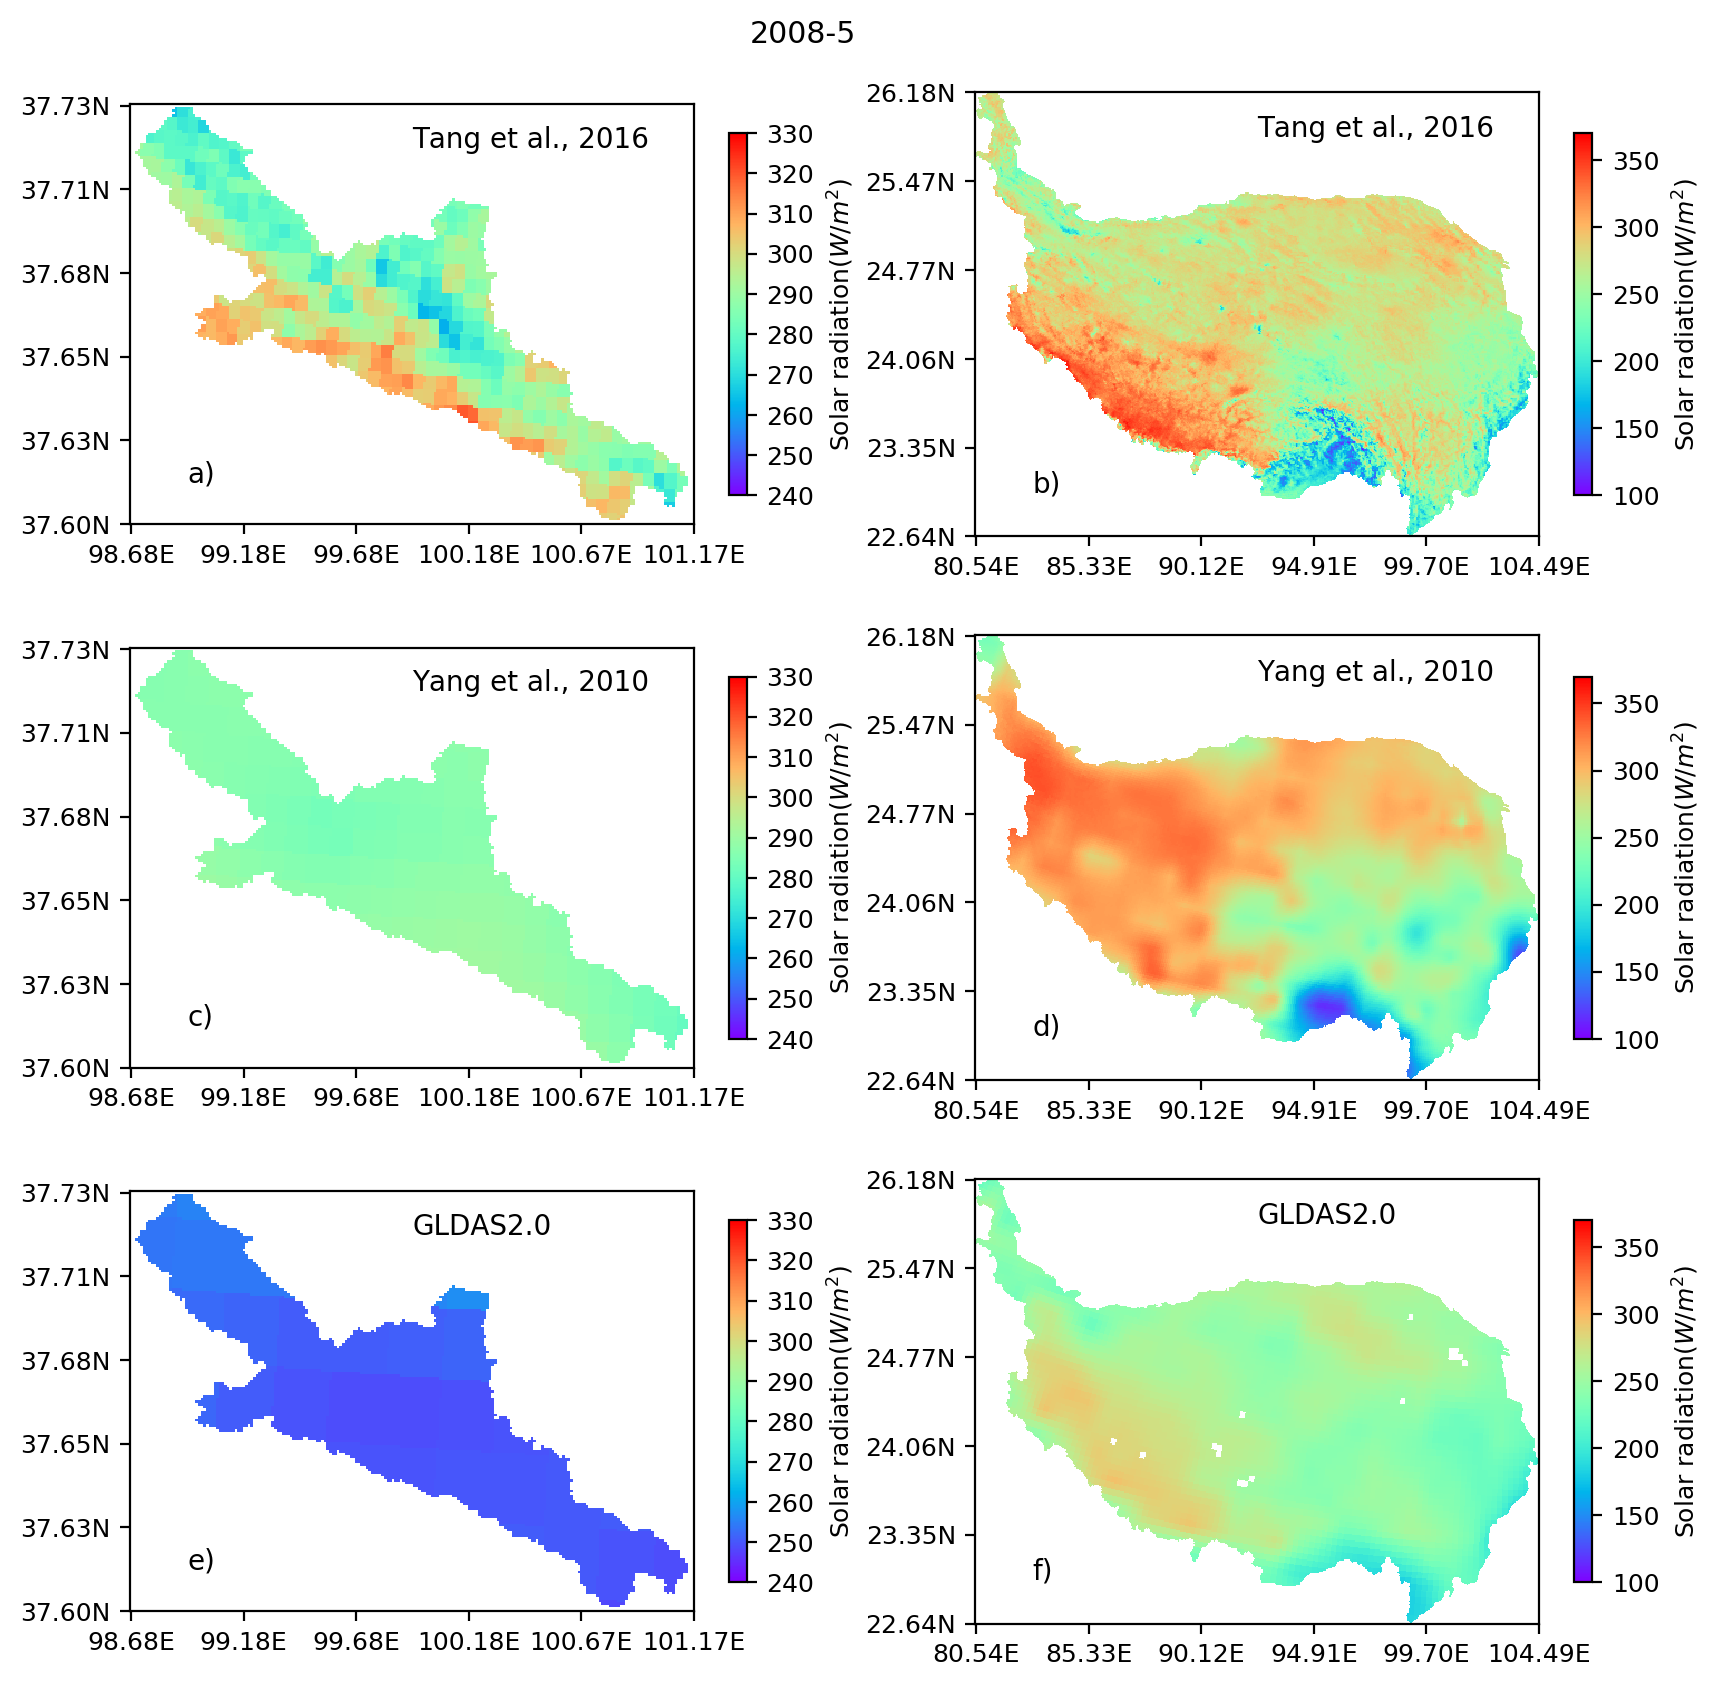 2008-5
37.73N
37.71N
37.68N
37.65N
37.63N
37.60N
98.68E 99.18E 99.68E 100.18E 100.67E 101.17E
Tang et al., 2016
a)
330
320
310
300
290
280
270
260
250
240
Solar radiation(W/m²)
26.18N
25.47N
24.77N
24.06N
23.35N
22.64N
80.54E 85.33E 90.12E 94.91E 99.70E 104.49E
Tang et al., 2016
b)
350
300
250
200
150
100
Solar radiation(W/m²)
37.73N
37.71N
37.68N
37.65N
37.63N
37.60N
98.68E 99.18E 99.68E 100.18E 100.67E 101.17E
Yang et al., 2010
c)
330
320
310
300
290
280
270
260
250
240
Solar radiation(W/m²)
26.18N
25.47N
24.77N
24.06N
23.35N
22.64N
80.54E 85.33E 90.12E 94.91E 99.70E 104.49E
Yang et al., 2010
d)
350
300
250
200
150
100
Solar radiation(W/m²)
37.73N
37.71N
37.68N
37.65N
37.63N
37.60N
98.68E 99.18E 99.68E 100.18E 100.67E 101.17E
GLDAS2.0
e)
330
320
310
300
290
280
270
260
250
240
Solar radiation(W/m²)
26.18N
25.47N
24.77N
24.06N
23.35N
22.64N
80.54E 85.33E 90.12E 94.91E 99.70E 104.49E
GLDAS2.0
f)
350
300
250
200
150
100
Solar radiation(W/m²)